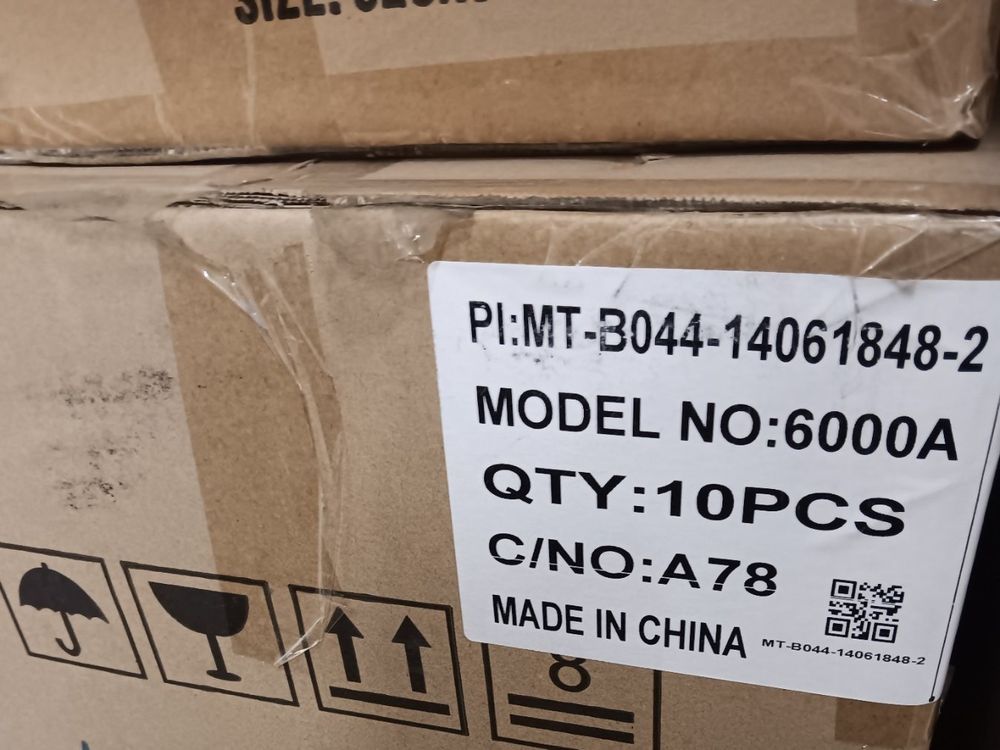 SIZE:
PI:MT-B044-14061848-2
MODEL NO:6000A
QTY:10PCS
C/NO:A78
MADE IN CHINA
MT-B044-14061848-2
8